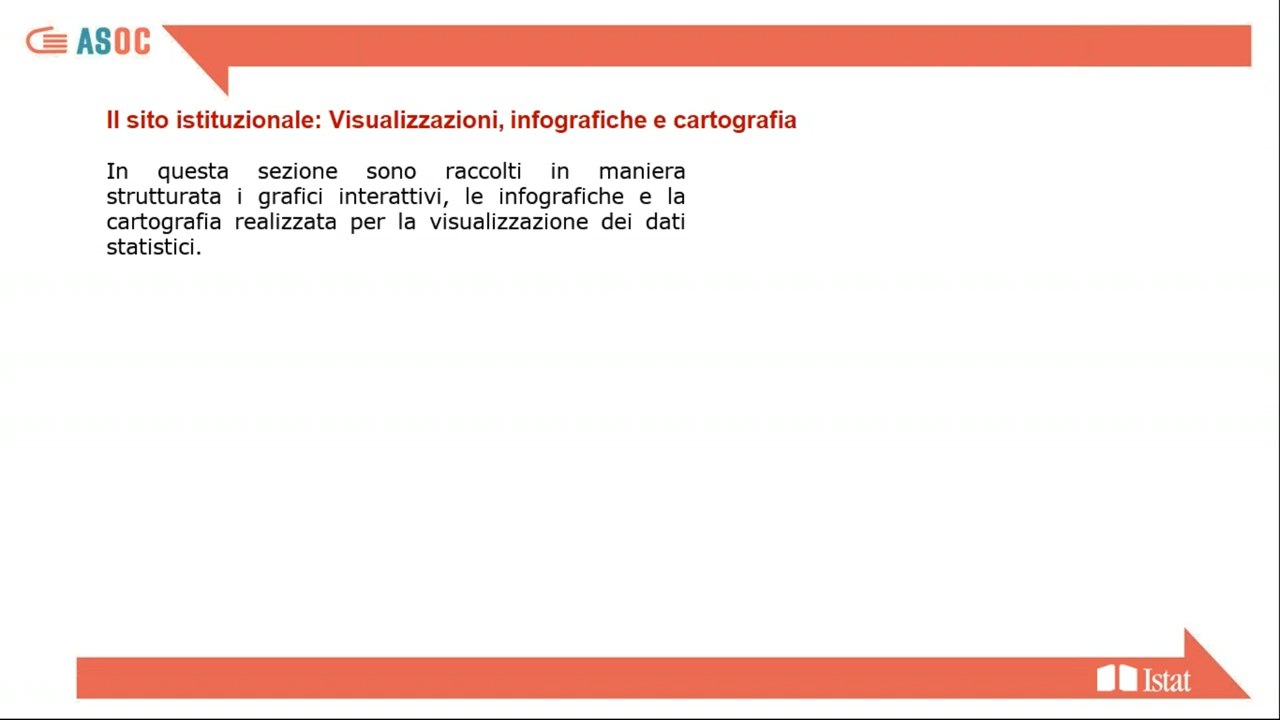 ASOC
Il sito istituzionale: Visualizzazioni, infografiche e cartografia
In questa sezione sono raccolti in maniera
strutturata i grafici interattivi, le infografiche e la
cartografia realizzata per la visualizzazione dei dati
statistici.
Istat